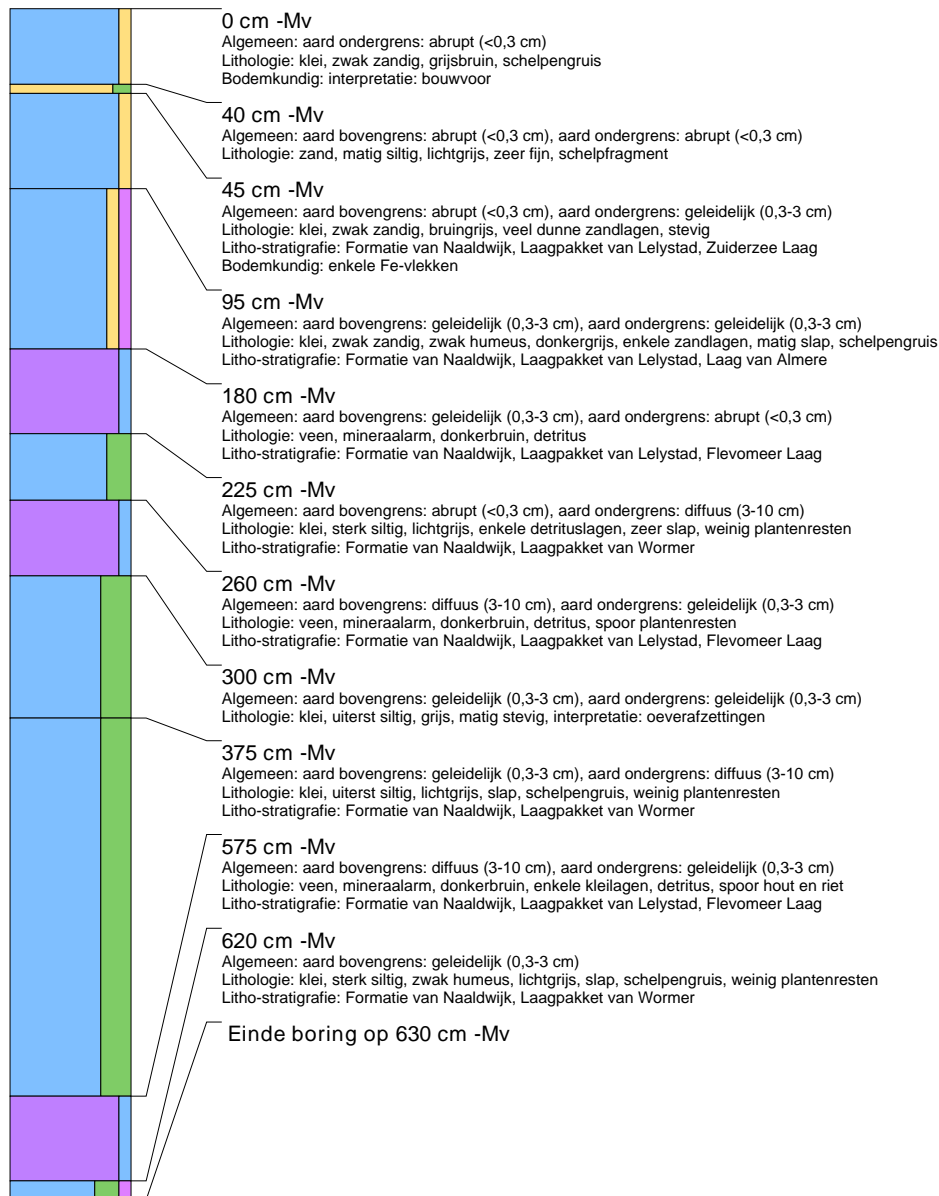 0 cm -Mv
Algemeen: aard ondergrens: abrupt (<0,3 cm)
Lithologie: klei, zwak zandig, grijsbruin, schelpengruis
Bodemkundig: interpretatie: bouwvoor
40 cm -Mv
Algemeen: aard bovengrens: abrupt (<0,3 cm), aard ondergrens: abrupt (<0,3 cm)
Lithologie: zand, matig siltig, lichtgrijs, zeer fijn, schelpfragment
45 cm -Mv
Algemeen: aard bovengrens: abrupt (<0,3 cm), aard ondergrens: geleidelijk (0,3-3 cm)
Lithologie: klei, zwak zandig, bruingrijs, veel dunne zandlagen, stevig
Litho-stratigrafie: Formatie van Naaldwijk, Laagpakket van Lelystad, Zuiderzee Laag
Bodemkundig: enkele Fe-vlekken
95 cm -Mv
Algemeen: aard bovengrens: geleidelijk (0,3-3 cm), aard ondergrens: geleidelijk (0,3-3 cm)
Lithologie: klei, zwak zandig, zwak humeus, donkergrijs, enkele zandlagen, matig slap, schelpengruis
Litho-stratigrafie: Formatie van Naaldwijk, Laagpakket van Lelystad, Laag van Almere
180 cm -Mv
Algemeen: aard bovengrens: geleidelijk (0,3-3 cm), aard ondergrens: abrupt (<0,3 cm)
Lithologie: veen, mineraalarm, donkerbruin, detritus
Litho-stratigrafie: Formatie van Naaldwijk, Laagpakket van Lelystad, Flevomeer Laag
225 cm -Mv
Algemeen: aard bovengrens: abrupt (<0,3 cm), aard ondergrens: diffuus (3-10 cm)
Lithologie: klei, sterk siltig, lichtgrijs, enkele detrituslagen, zeer slap, weinig plantenresten
Litho-stratigrafie: Formatie van Naaldwijk, Laagpakket van Wormer
260 cm -Mv
Algemeen: aard bovengrens: diffuus (3-10 cm), aard ondergrens: geleidelijk (0,3-3 cm)
Lithologie: veen, mineraalarm, donkerbruin, detritus, spoor plantenresten
Litho-stratigrafie: Formatie van Naaldwijk, Laagpakket van Lelystad, Flevomeer Laag
300 cm -Mv
Algemeen: aard bovengrens: geleidelijk (0,3-3 cm), aard ondergrens: geleidelijk (0,3-3 cm)
Lithologie: klei, uiterst siltig, grijs, matig stevig, interpretatie: oeverafzettingen
375 cm -Mv
Algemeen: aard bovengrens: geleidelijk (0,3-3 cm), aard ondergrens: diffuus (3-10 cm)
Lithologie: klei, uiterst siltig, lichtgrijs, slap, schelpengruis, weinig plantenresten
Litho-stratigrafie: Formatie van Naaldwijk, Laagpakket van Wormer
575 cm -Mv
Algemeen: aard bovengrens: diffuus (3-10 cm), aard ondergrens: geleidelijk (0,3-3 cm)
Lithologie: veen, mineraalarm, donkerbruin, enkele kleilagen, detritus, spoor hout en riet
Litho-stratigrafie: Formatie van Naaldwijk, Laagpakket van Lelystad, Flevomeer Laag
620 cm -Mv
Algemeen: aard bovengrens: geleidelijk (0,3-3 cm)
Lithologie: klei, sterk siltig, zwak humeus, lichtgrijs, slap, schelpengruis, weinig plantenresten
Litho-stratigrafie: Formatie van Naaldwijk, Laagpakket van Wormer
Einde boring op 630 cm -Mv